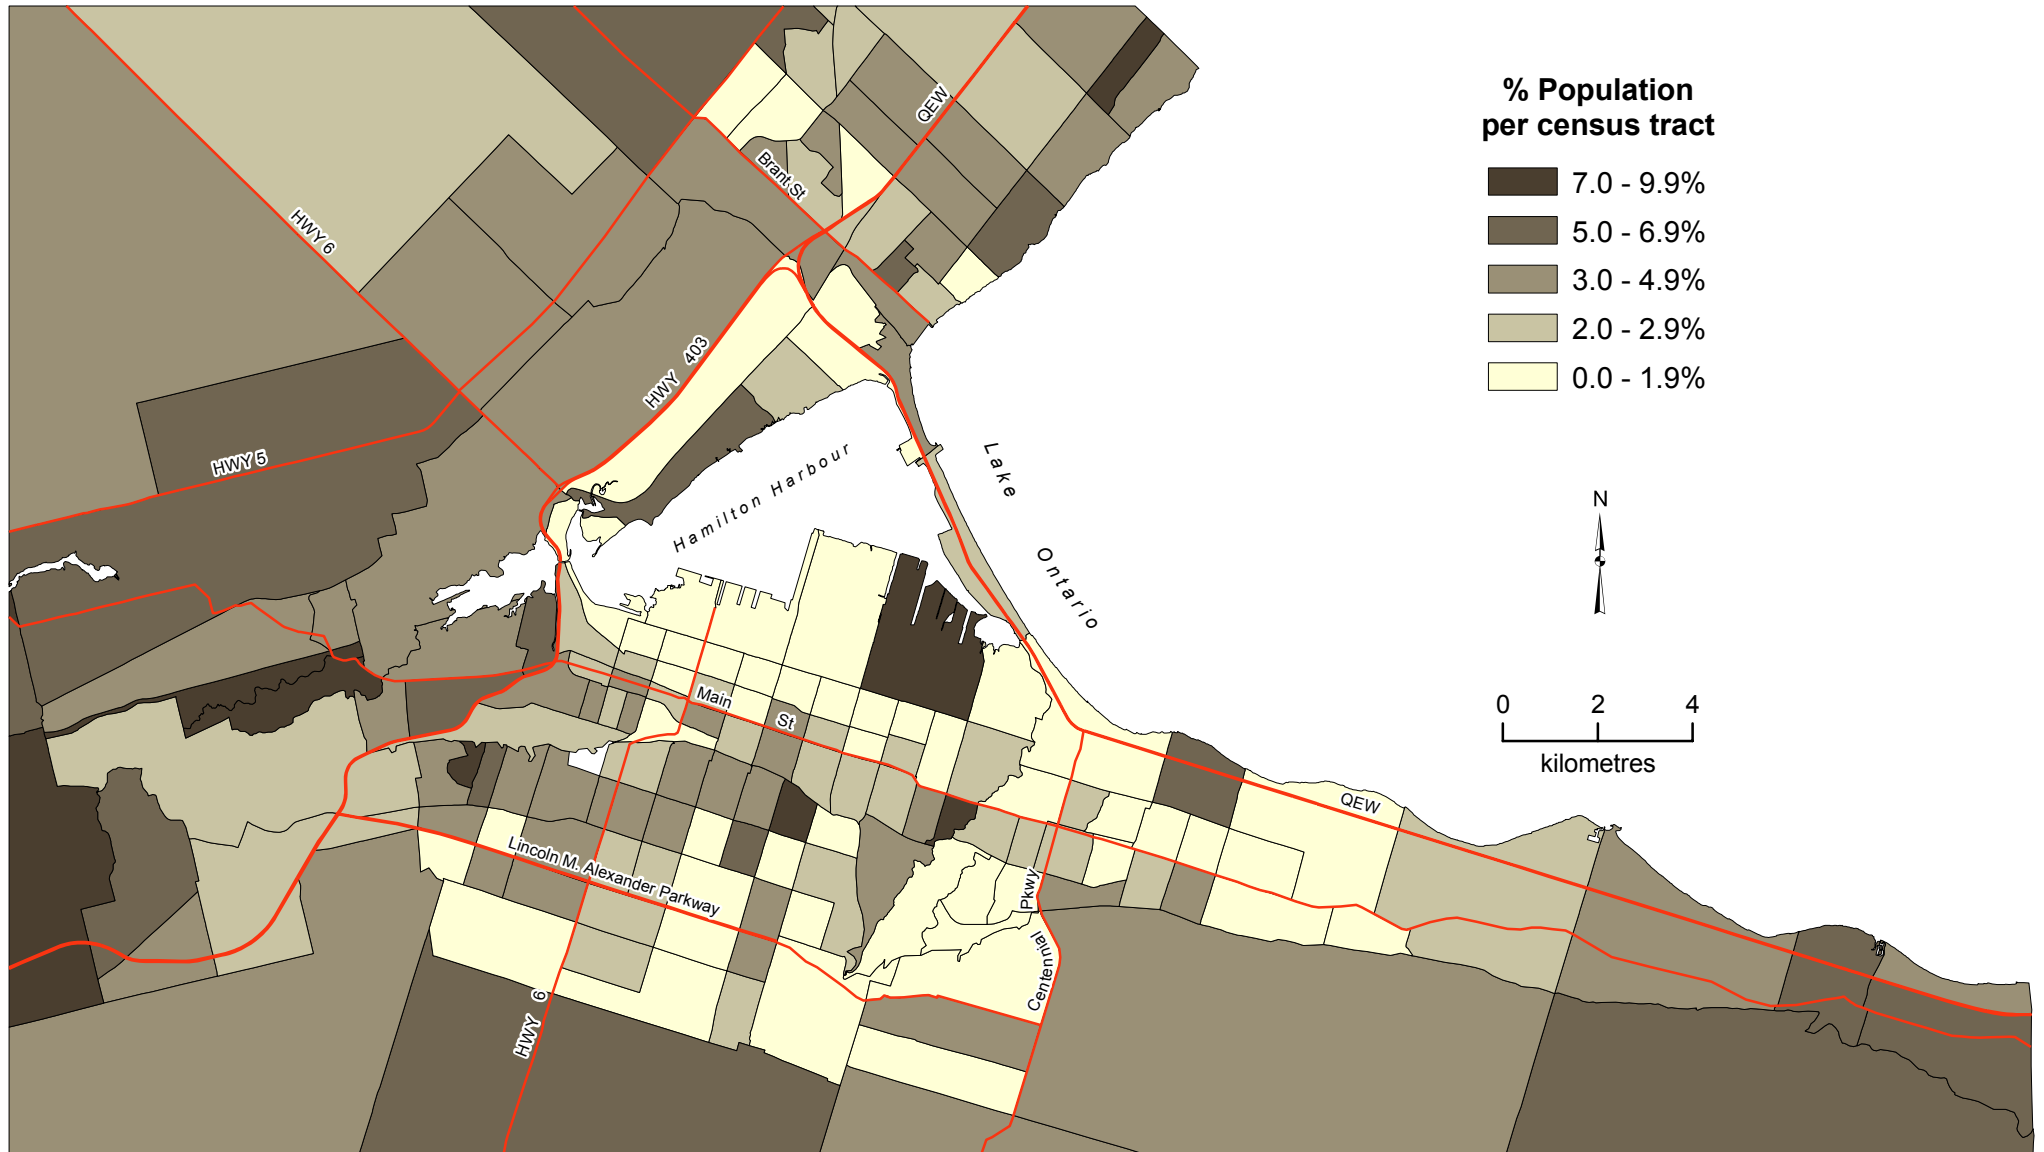 % Population
per census tract
7.0 - 9.9%
5.0 - 6.9%
3.0 - 4.9%
2.0 - 2.9%
0.0 - 1.9%
QEW
Brant St
HWY 6
HWY 403
HWY 5
Hamilton Harbour
Lake Ontario
N
Main St
0 2 4
kilometres
QEW
Lincoln M. Alexander Parkway
Centennial Pkwy
HWY 6